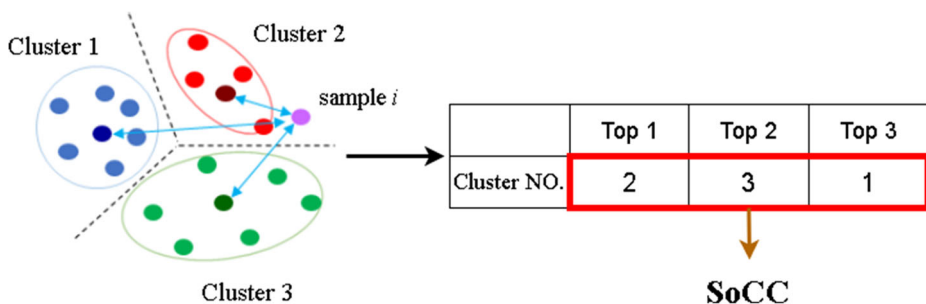 Cluster 1
Cluster 2
sample i
Cluster 3
Top 1 Top 2 Top 3
Cluster NO. 2 3 1
SoCC